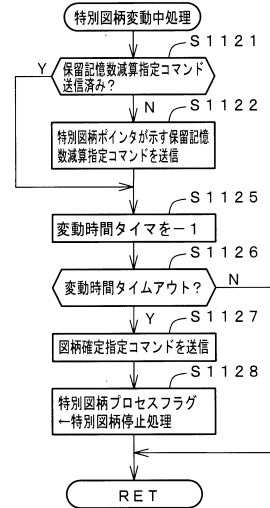 特別図柄変動中処理
S1121
Y
保留記憶数減算指定コマンド
送信済み?
N
S1122
特別図柄ポインタが示す保留記憶
数減算指定コマンドを送信
S1125
変動時間タイマを-1
S1126
変動時間タイムアウト?
N
Y
S1127
図柄確定指定コマンドを送信
S1128
特別図柄プロセスフラグ
←特別図柄停止処理
RET